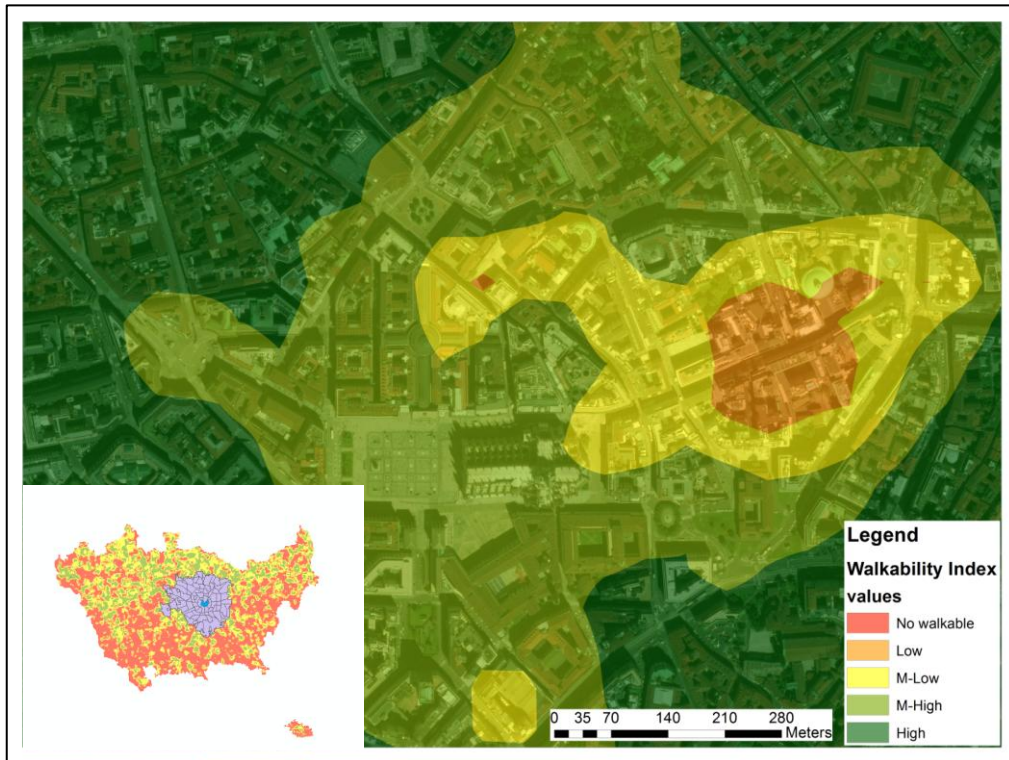 Legend
Walkability Index
values
No walkable
Low
M-Low
M-High
High
0 35 70 140 210 280
Meters